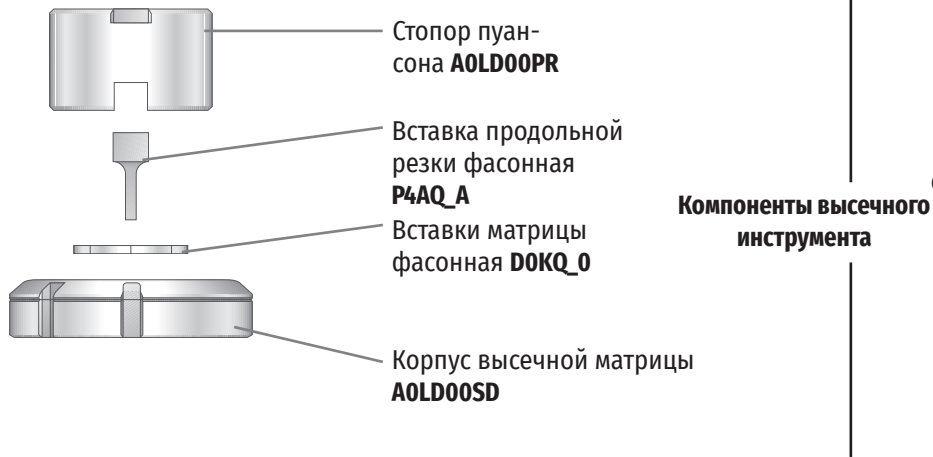 Стопор пуан-
сона A0LD00PR
Вставка продольной
резки фасонная
P4AQ_A
Вставки матрицы
фасонная D0KQ_0
Корпус высечной матрицы
A0LD00SD
Компоненты высечного
инструмента